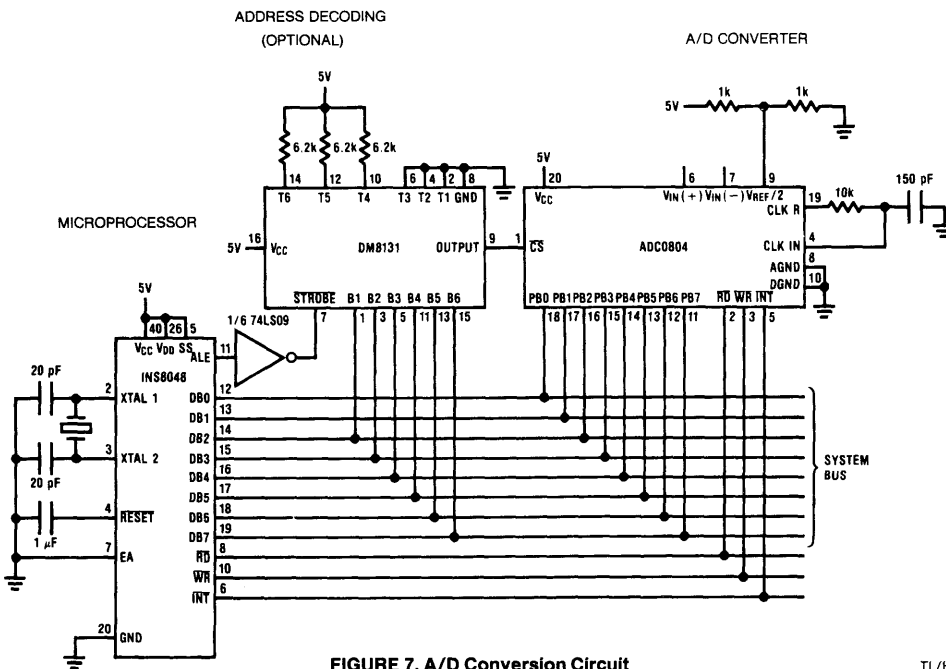 ADDRESS DECODING
(OPTIONAL)
A/D CONVERTER
5V
6.2k 6.2k 6.2k
14 12 10 6 4 2 8
T6 T5 T4 T3 T2 T1 GND
5V 16 VCC
DM8131
OUTPUT 9
STROBE B1 B2 B3 B4 B5 B6
7 1 3 5 11 13 15
5V 1k 1k
5V
20 6 7 9
VCC VIN(+) VIN(-) VREF/2
19 10k 150 pF
CLK R
4
CLK IN
1 CS
ADC0804
AGND 8
DGND 10
PB0 PB1 PB2 PB3 PB4 PB5 PB6 PB7 RD WR INT
18 17 16 15 14 13 12 11 2 3 5
MICROPROCESSOR
5V
40 26 5
VCC VDD SS
ALE 11
1/6 74LS09
INS8048
20 pF
2 XTAL 1
3 XTAL 2
20 pF
4 RESET
1 µF
7 EA
20 GND
DB0 12
DB1 13
DB2 14
DB3 15
DB4 16
DB5 17
DB6 18
DB7 19
RD 8
WR 10
INT 6
SYSTEM
BUS
FIGURE 7. A/D Conversion Circuit